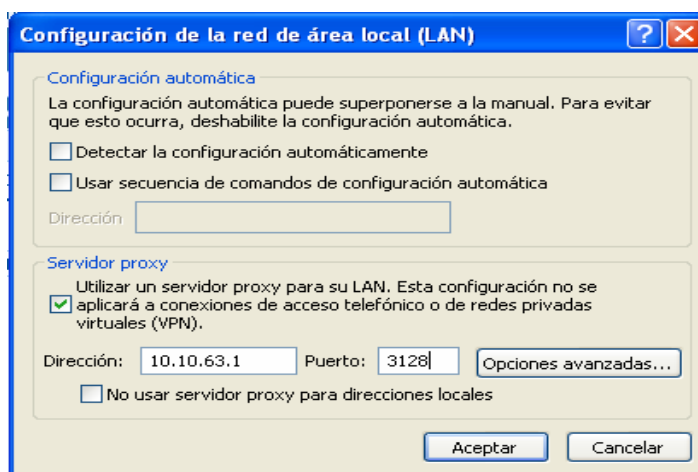 Configuración de la red de área local (LAN)
Configuración automática
La configuración automática puede superponerse a la manual. Para evitar
que esto ocurra, deshabilite la configuración automática.
Detectar la configuración automáticamente
Usar secuencia de comandos de configuración automática
Dirección
Servidor proxy
Utilizar un servidor proxy para su LAN. Esta configuración no se
aplicará a conexiones de acceso telefónico o de redes privadas
virtuales (VPN).
Dirección: 10.10.63.1 Puerto: 3128 Opciones avanzadas...
No usar servidor proxy para direcciones locales
Aceptar Cancelar